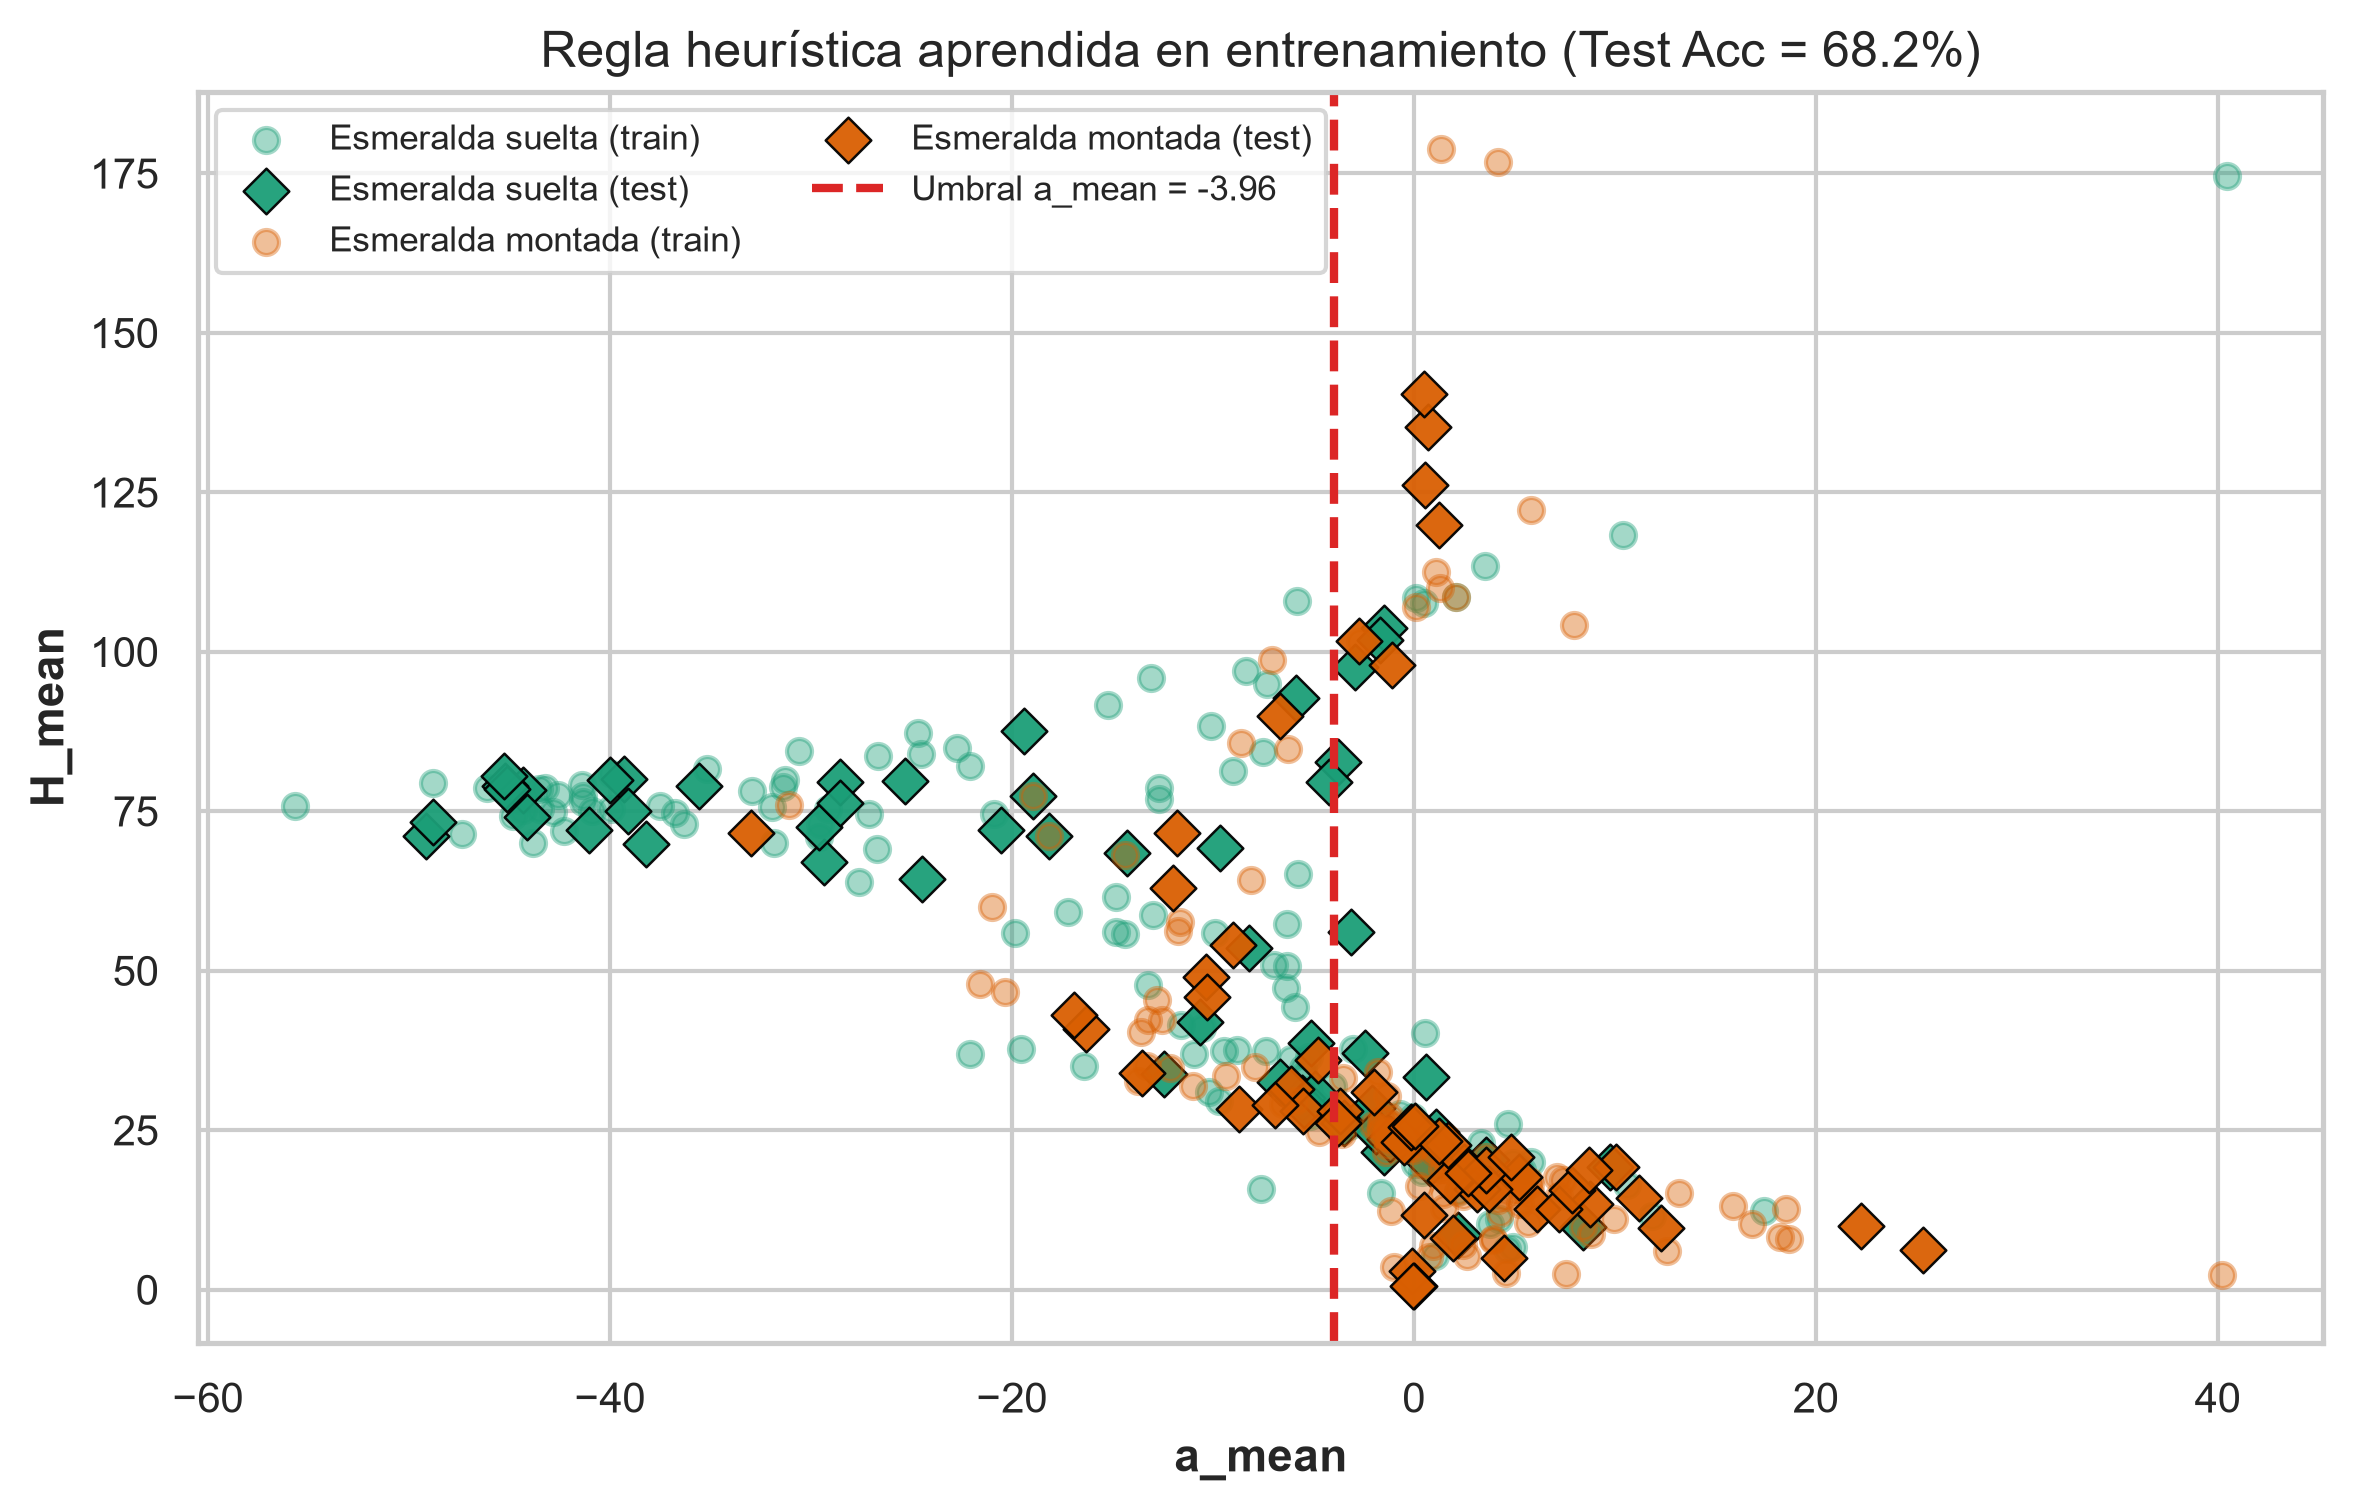 Regla heurística aprendida en entrenamiento (Test Acc = 68.2%)
Esmeralda suelta (train)
Esmeralda suelta (test)
Esmeralda montada (train)
Esmeralda montada (test)
Umbral a_mean = -3.96
175
150
125
100
75
50
25
0
H_mean
−60
−40
−20
0
20
40
a_mean